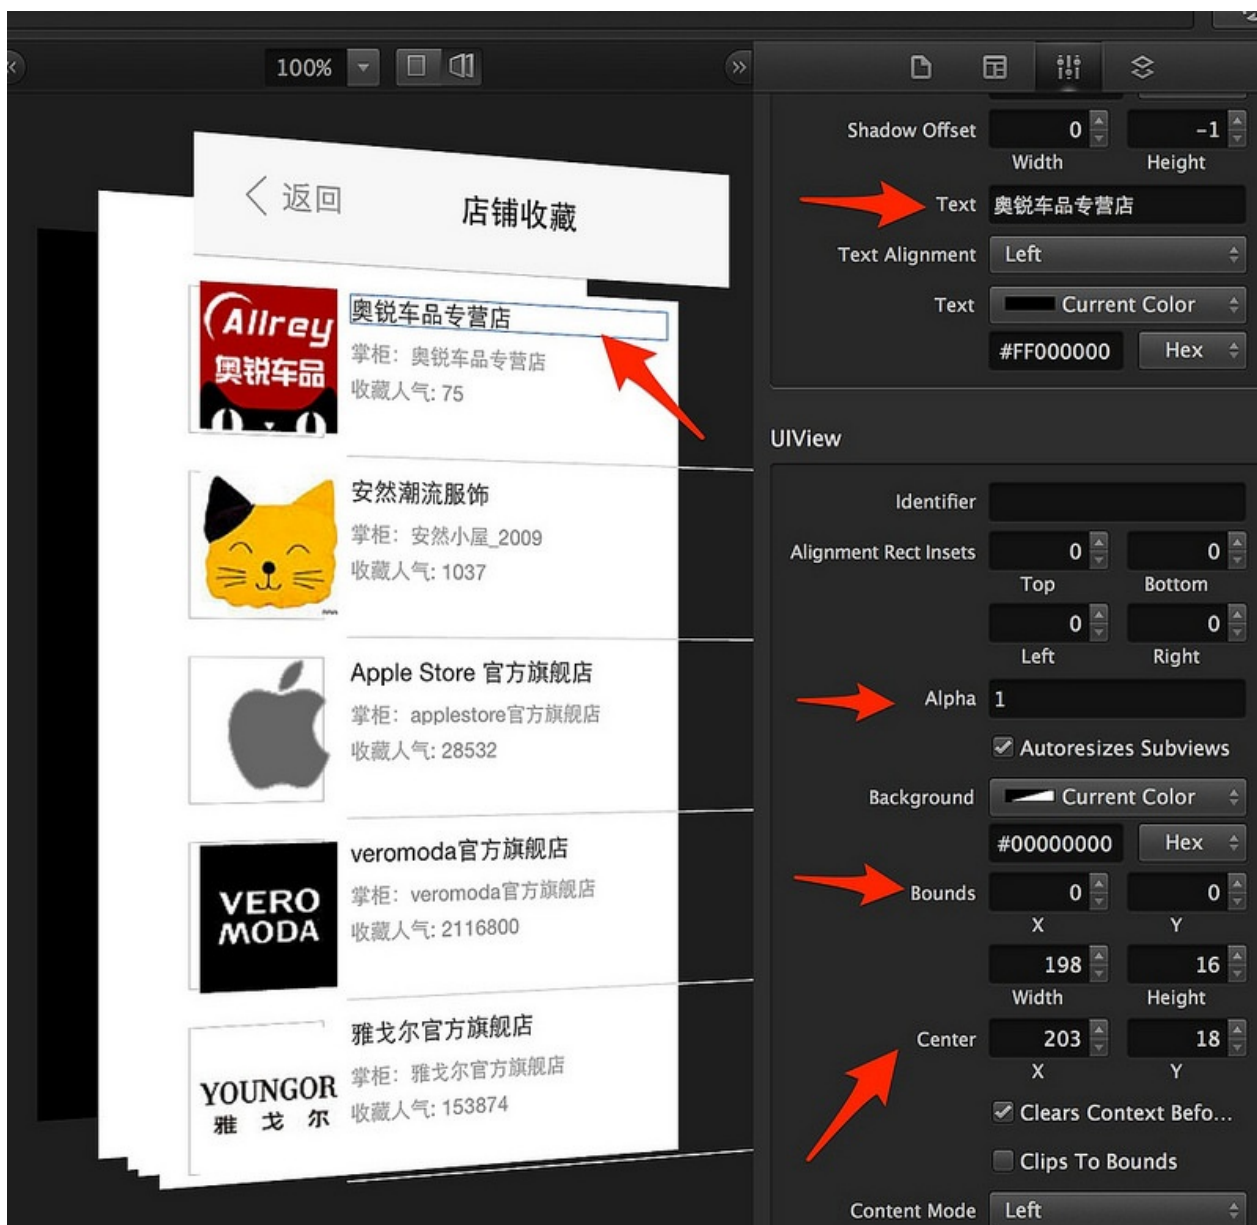 100%
返回
店铺收藏
Allrey
奥锐车品
奥锐车品专营店
掌柜：奥锐车品专营店
收藏人气: 75
安然潮流服饰
掌柜：安然小屋_2009
收藏人气: 1037
Apple Store 官方旗舰店
掌柜：applestore官方旗舰店
收藏人气: 28532
VERO
MODA
veromoda官方旗舰店
掌柜：veromoda官方旗舰店
收藏人气: 2116800
YOUNGOR
雅 戈 尔
雅戈尔官方旗舰店
掌柜：雅戈尔官方旗舰店
收藏人气: 153874
Shadow Offset 0 -1
Width Height
Text 奥锐车品专营店
Text Alignment Left
Text Current Color
#FF000000 Hex
UIView
Identifier
Alignment Rect Insets 0 0
Top Bottom
0 0
Left Right
Alpha 1
Autoresizes Subviews
Background Current Color
#00000000 Hex
Bounds 0 0
X Y
198 16
Width Height
Center 203 18
X Y
Clears Context Befo...
Clips To Bounds
Content Mode Left